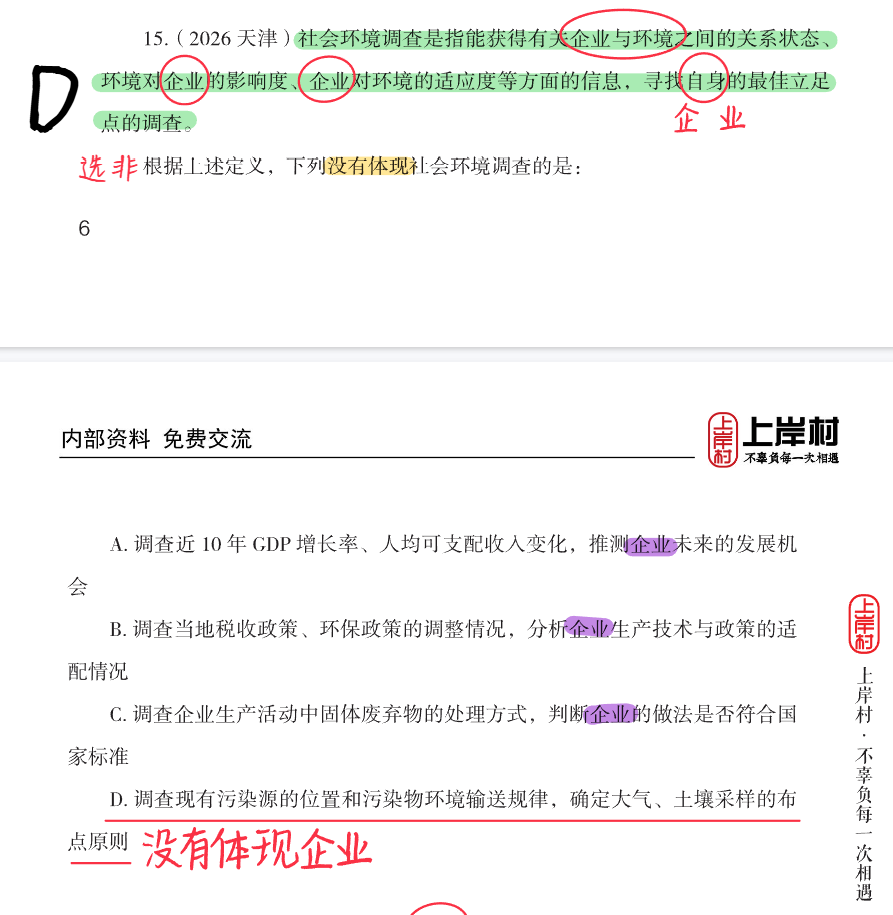 15.（2026 天津）社会环境调查是指能获得有关企业与环境之间的关系状态、
D
环境对企业的影响度、企业对环境的适应度等方面的信息，寻找自身的最佳立足
点的调查。
企业
选非
根据上述定义，下列没有体现社会环境调查的是：
6
内部资料 免费交流
上岸村
上岸村
不辜负每一次相遇
A. 调查近 10 年 GDP 增长率、人均可支配收入变化，推测企业未来的发展机
会
B. 调查当地税收政策、环保政策的调整情况，分析企业生产技术与政策的适
配情况
C. 调查企业生产活动中固体废弃物的处理方式，判断企业的做法是否符合国
家标准
D. 调查现有污染源的位置和污染物环境输送规律，确定大气、土壤采样的布
点原则
没有体现企业
上岸村
上岸村·不辜负每一次相遇